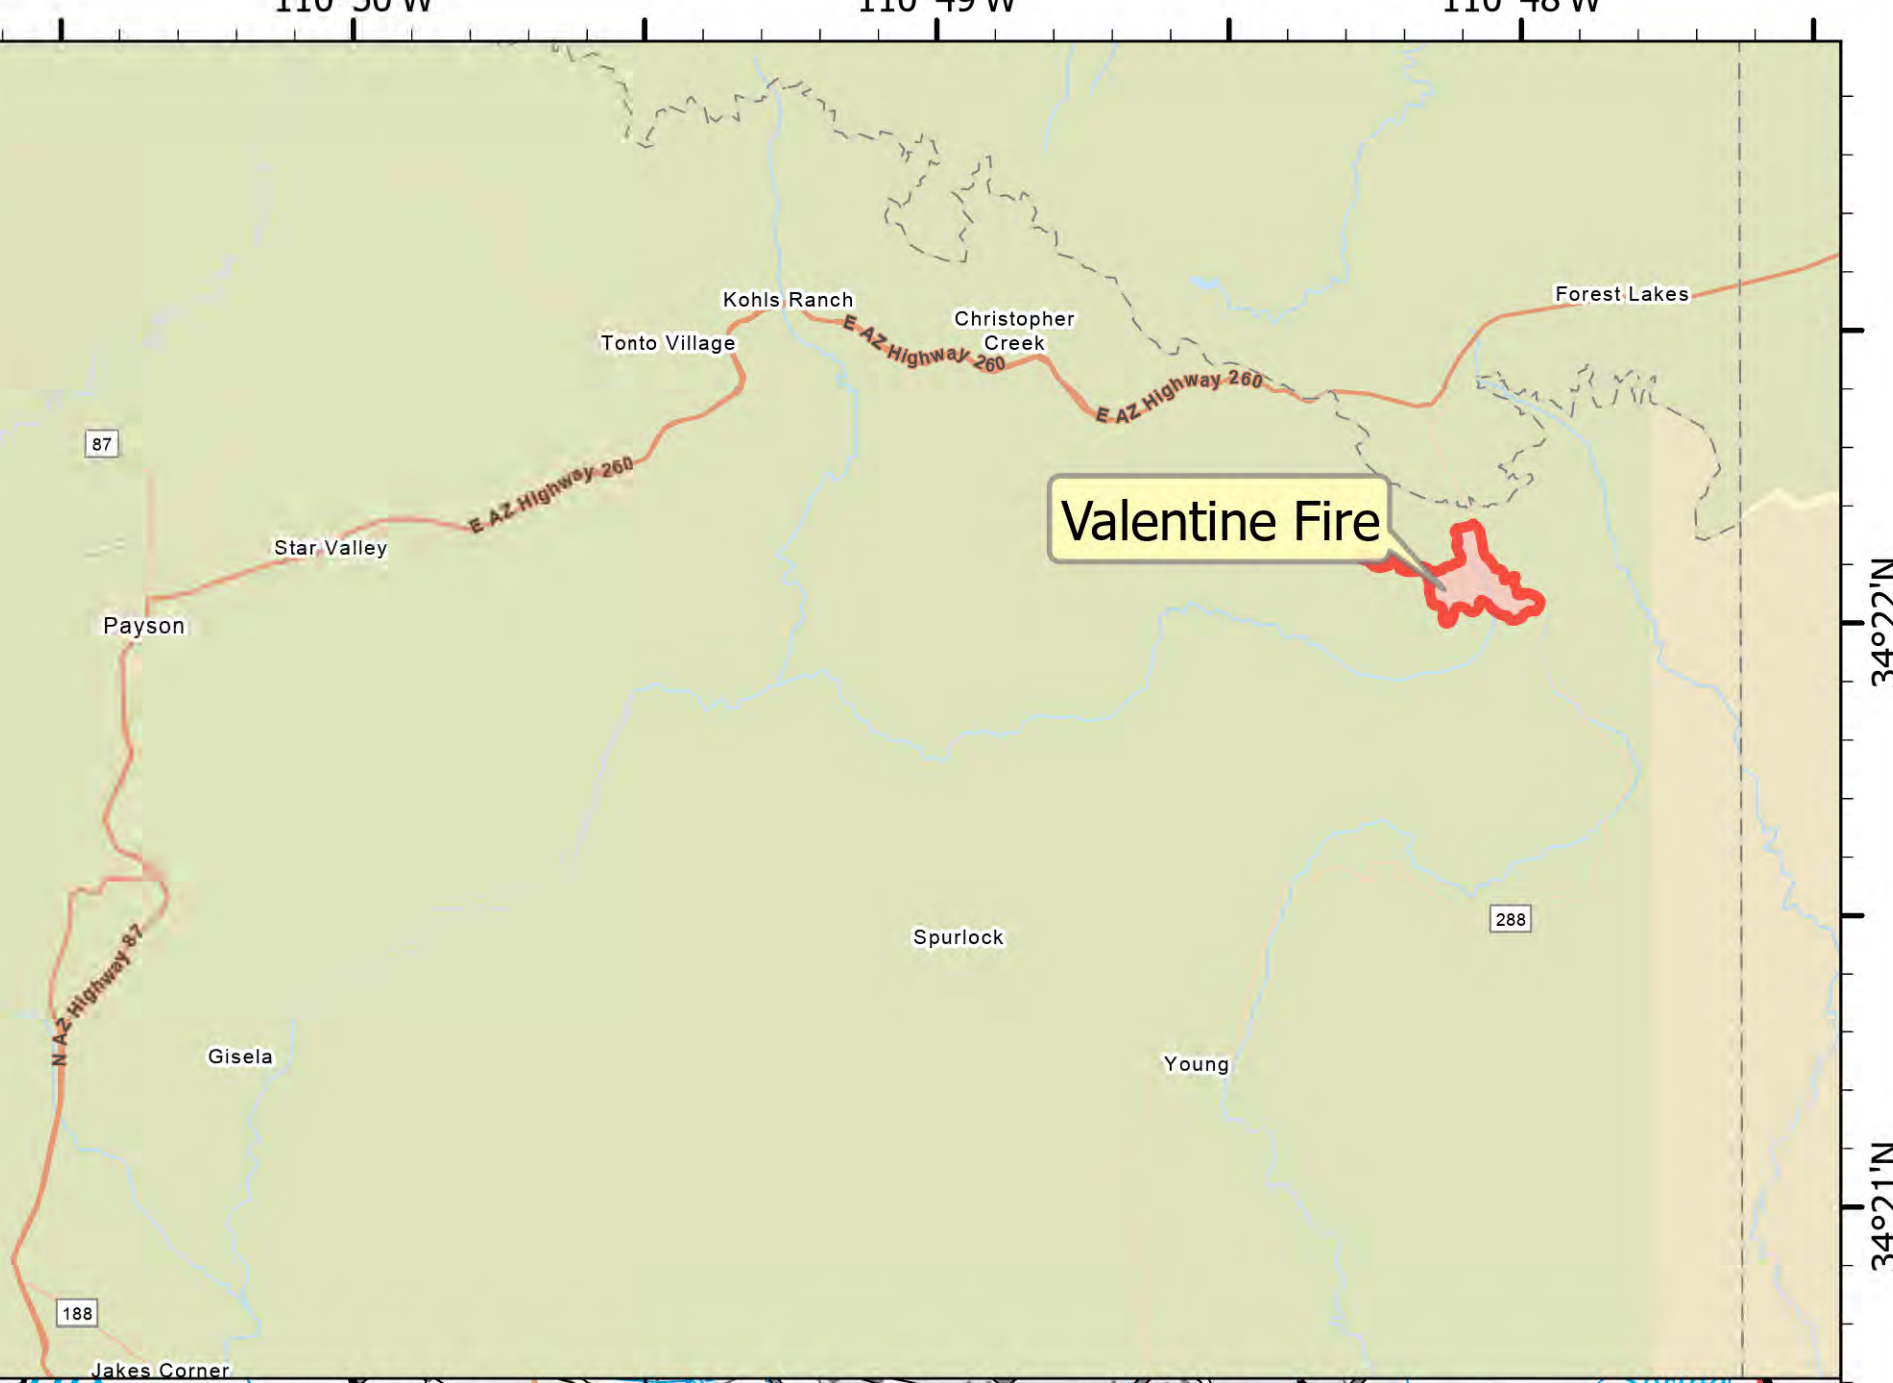 110°50'W
110°49'W
110°48'W
Forest Lakes
Kohls Ranch
Christopher
Creek
Tonto Village
E AZ Highway 260
E AZ Highway 260
87
E AZ Highway 260
Valentine Fire
Star Valley
34°22'N
Payson
288
Spurlock
N AZ Highway 87
Gisela
Young
34°21'N
188
Jakes Corner